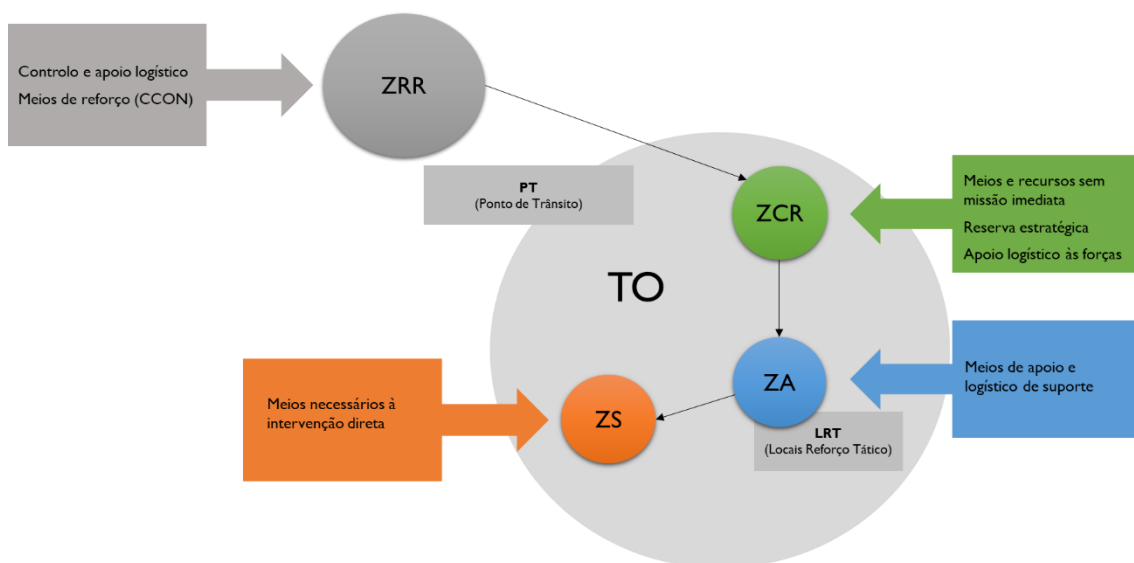 Controlo e apoio logístico
Meios de reforço (CCON)
ZRR
PT
(Ponto de Trânsito)
ZCR
Meios e recursos sem
missão imediata
Reserva estratégica
Apoio logístico às forças
TO
Meios necessários à
intervenção direta
ZS
ZA
Meios de apoio e
logístico de suporte
LRT
(Locais Reforço Tático)